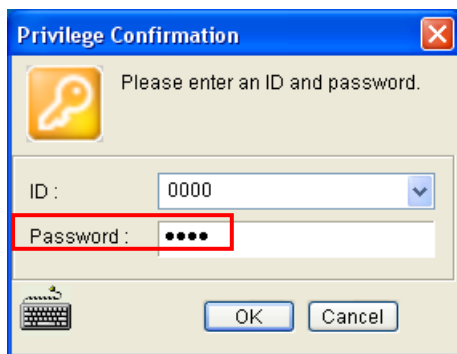 Privilege Confirmation
Please enter an ID and password.
ID : 0000
Password : ●●●●
OK Cancel